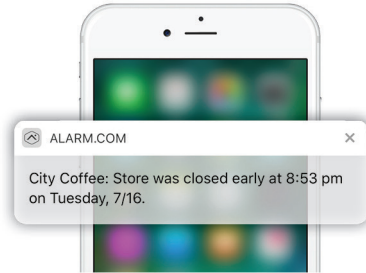 ALARM.COM
City Coffee: Store was closed early at 8:53 pm
on Tuesday, 7/16.